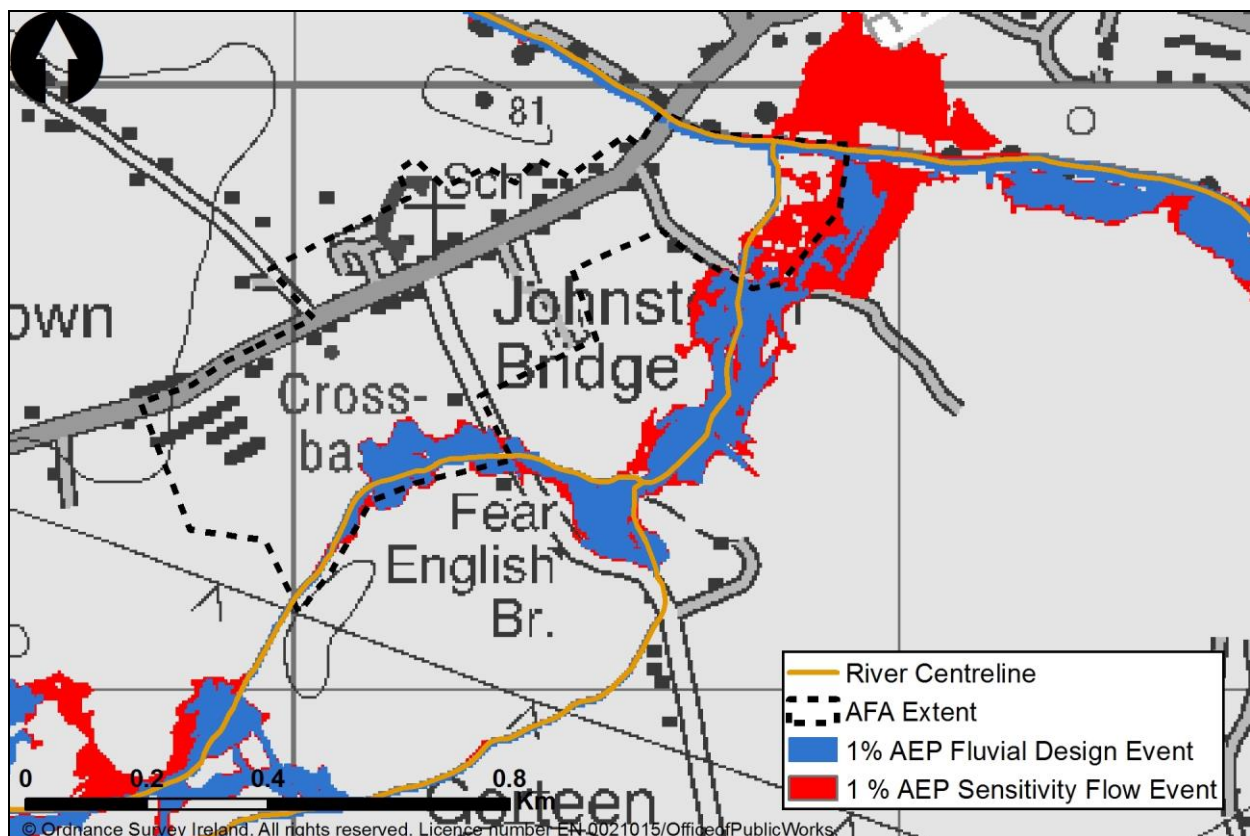 81
Sch
own
Johnst
Bridge
Cross-
ba
Fear
English
Br.
River Centreline
AFA Extent
1% AEP Fluvial Design Event
1 % AEP Sensitivity Flow Event
0 0.2 0.4 0.8
Km
© Ordnance Survey Ireland. All rights reserved. Licence number EN 0021015/OfficeofPublicWorks